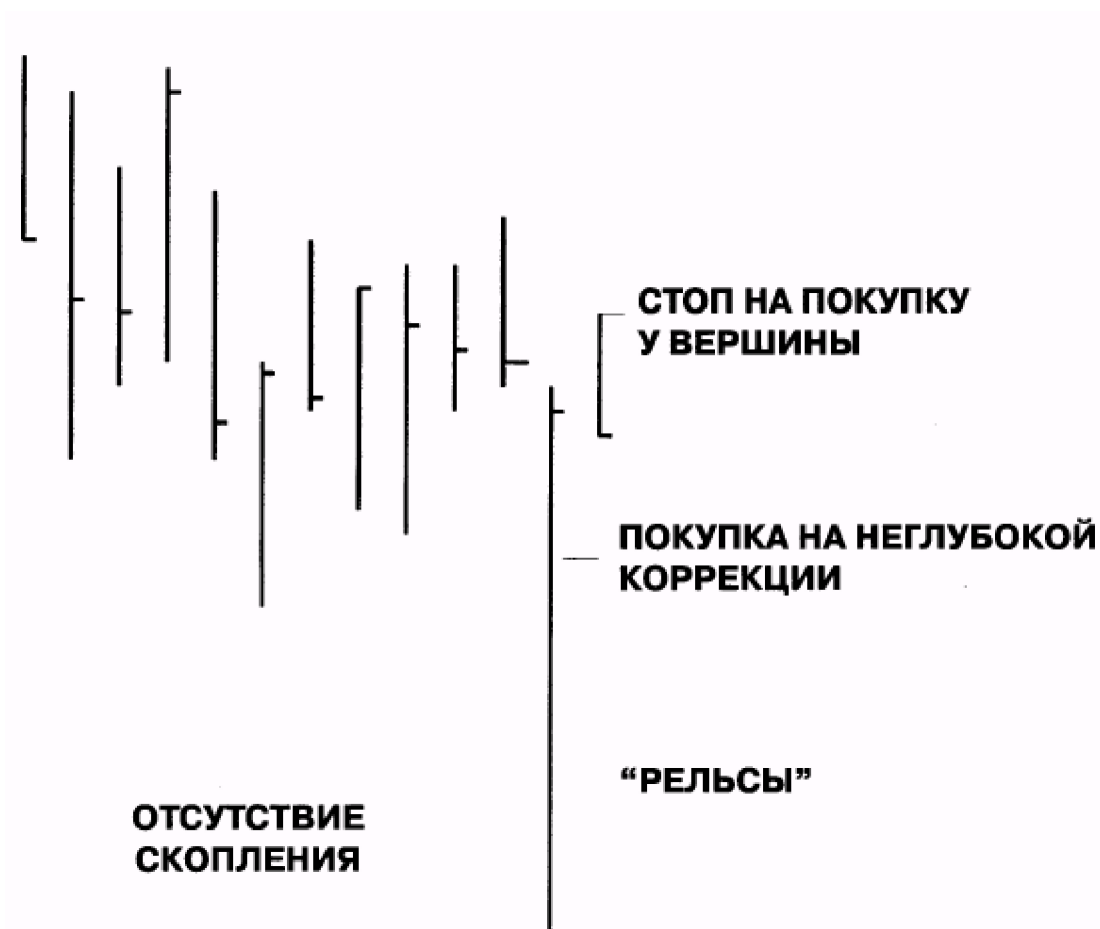 СТОП НА ПОКУПКУ
У ВЕРШИНЫ
ПОКУПКА НА НЕГЛУБОКОЙ
КОРРЕКЦИИ
“РЕЛЬСЫ”
ОТСУТСТВИЕ
СКОПЛЕНИЯ